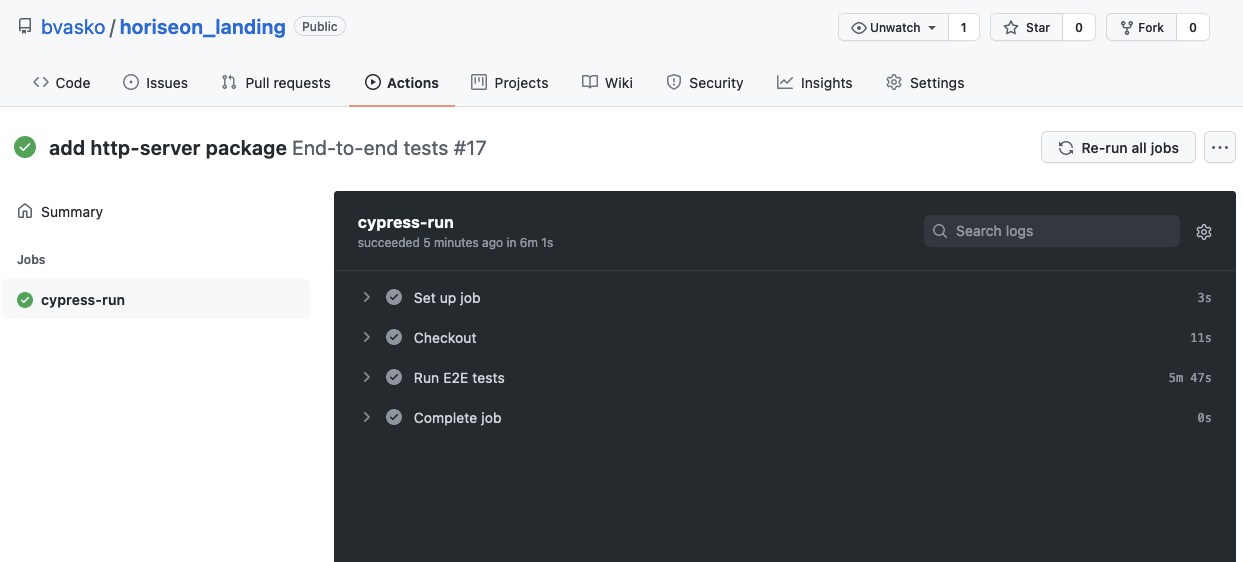 bvasko / horiseon_landing Public Unwatch 1 Star 0 Fork 0
Code Issues Pull requests Actions Projects Wiki Security Insights Settings
add http-server package End-to-end tests #17 Re-run all jobs ...
Summary
Jobs
cypress-run
cypress-run
succeeded 5 minutes ago in 6m 1s
Search logs
Set up job 3s
Checkout 11s
Run E2E tests 5m 47s
Complete job 0s